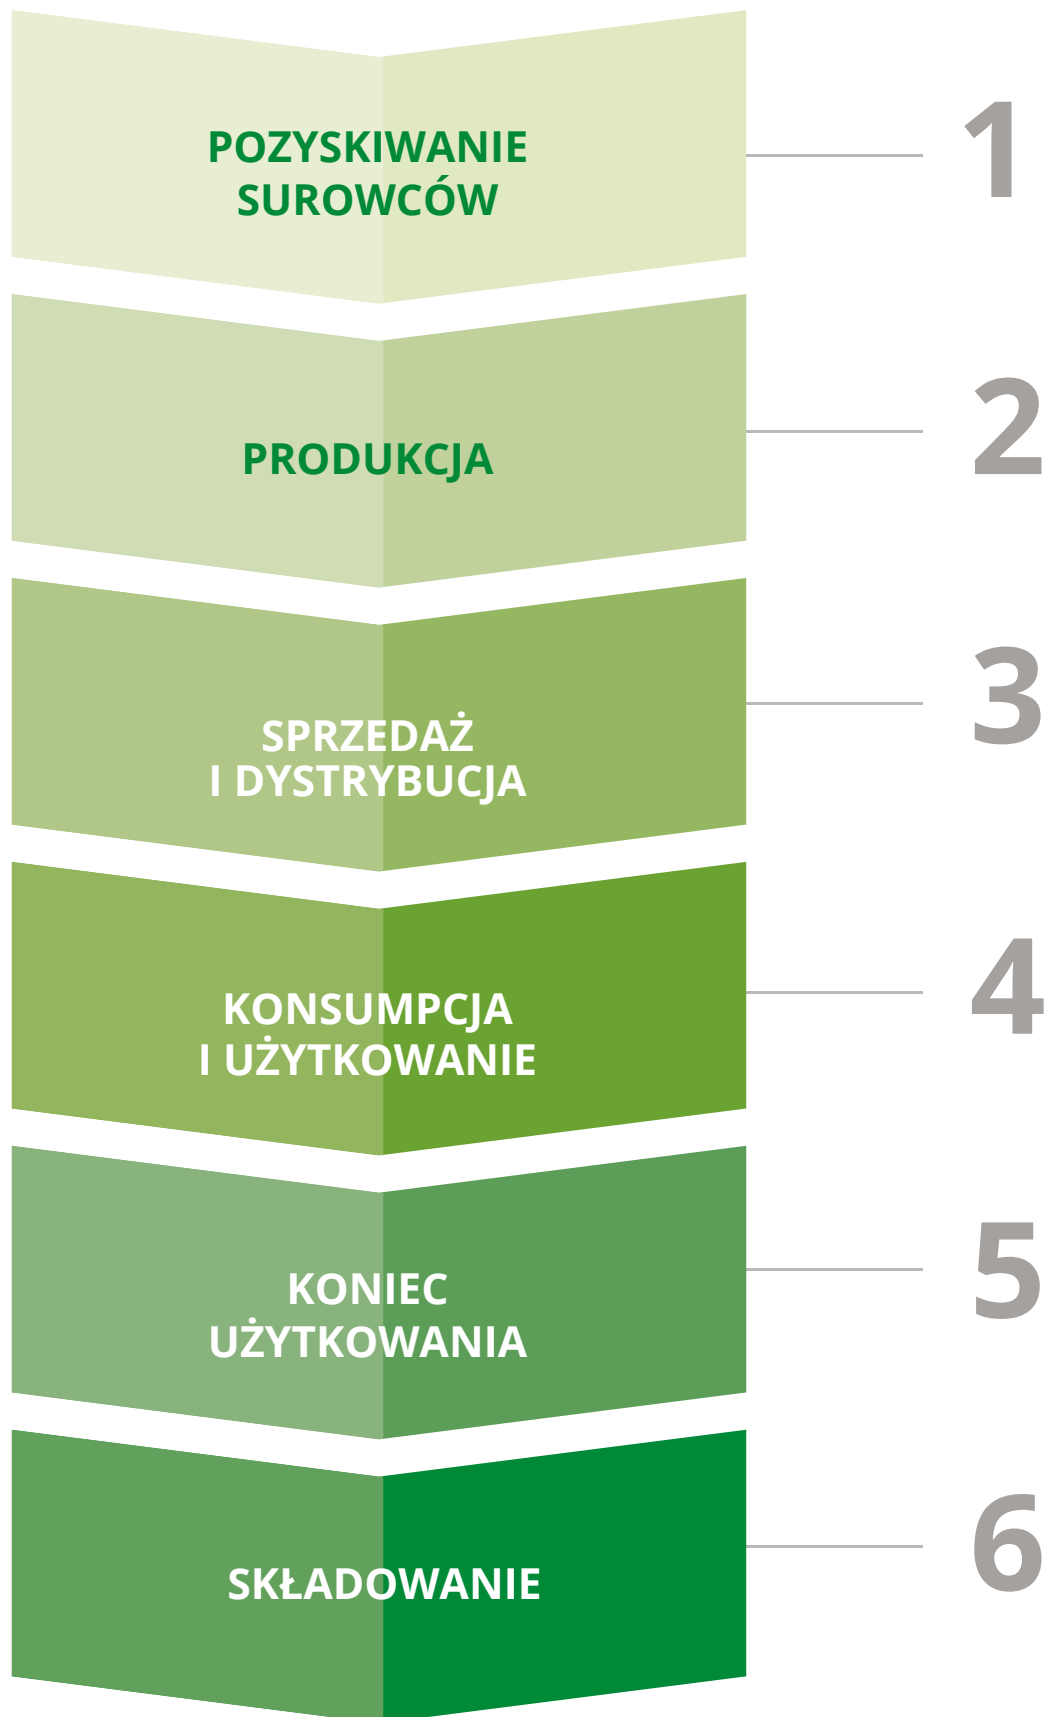 POZYSKIWANIE
SUROWCÓW
1
PRODUKCJA
2
SPRZEDAŻ
I DYSTRYBUCJA
3
KONSUMPCJA
I UŻYTKOWANIE
4
KONIEC
UŻYTKOWANIA
5
SKŁADOWANIE
6